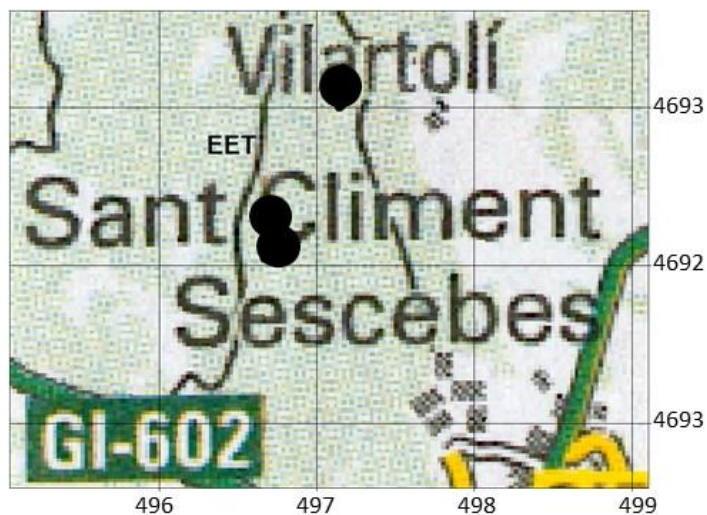 Vilartolí
4693
EET
Sant Climent
4692
Sescebes
4693
GI-602
496 497 498 499